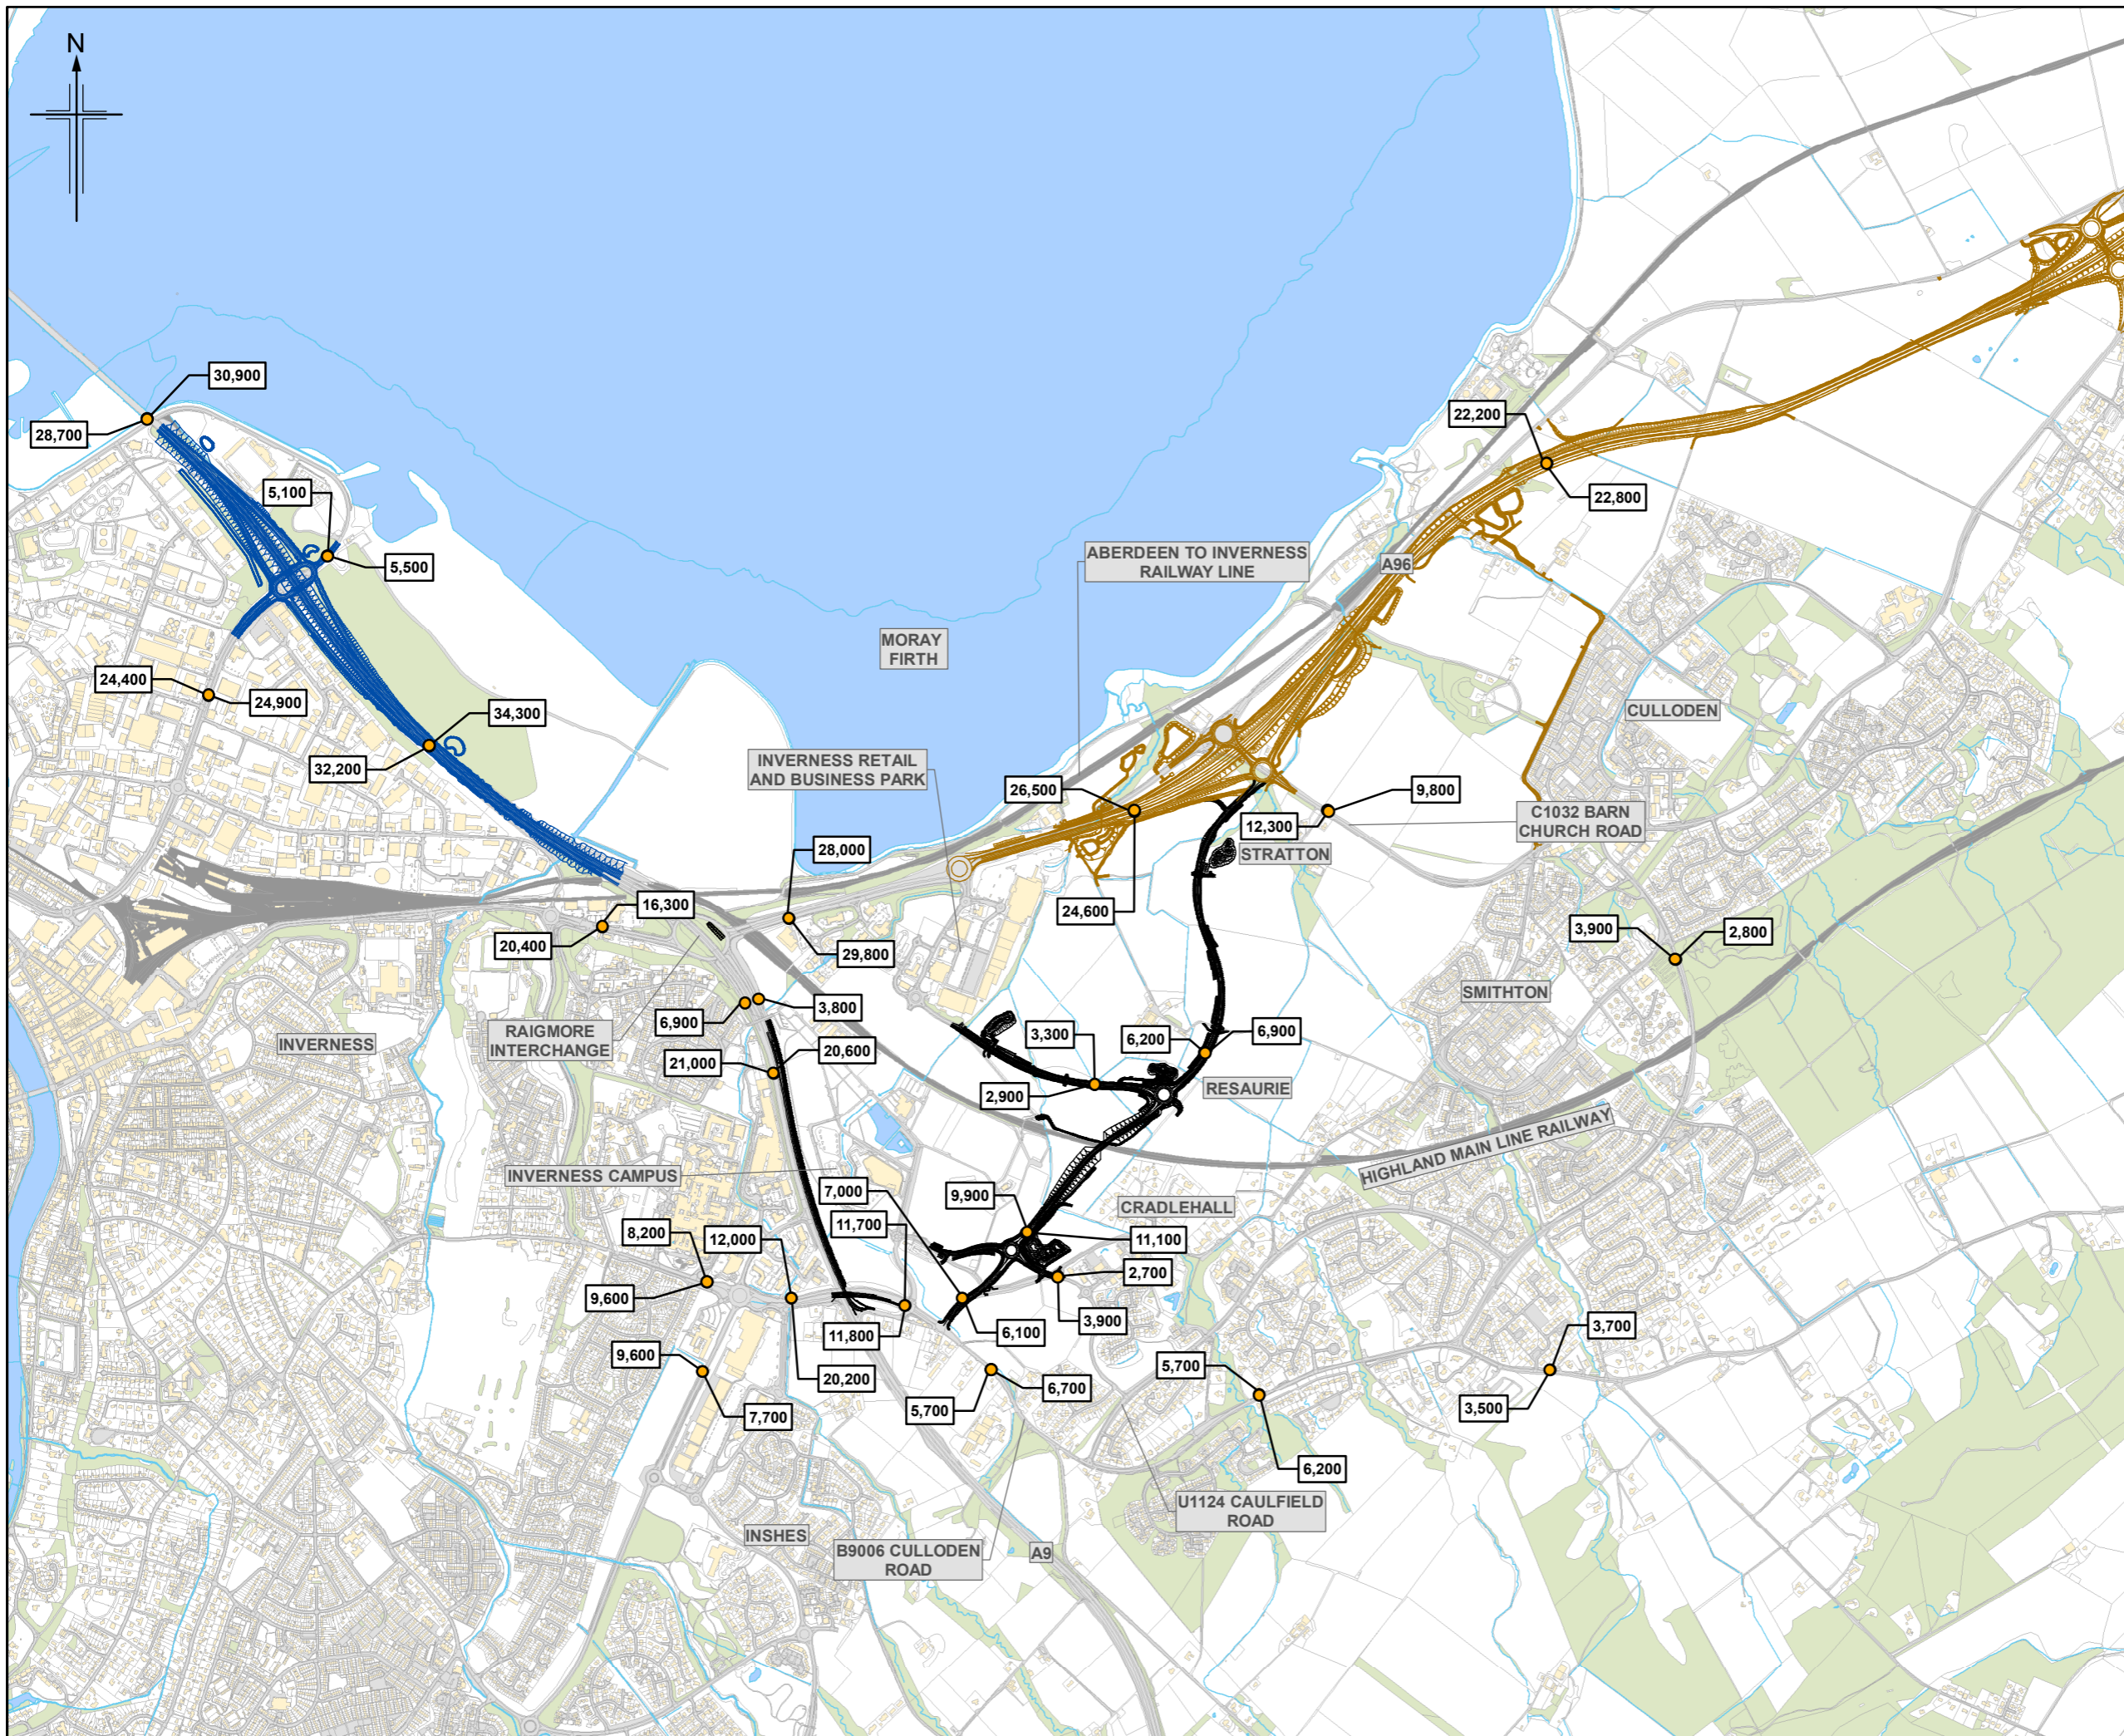 N
30,900
28,700
22,200
5,100
22,800
5,500
ABERDEEN TO INVERNESS
RAILWAY LINE
A96
MORAY
FIRTH
24,400
24,900
34,300
CULLODEN
32,200
INVERNESS RETAIL
AND BUSINESS PARK
26,500
9,800
12,300
C1032 BARN
CHURCH ROAD
28,000
STRATTON
16,300
24,600
20,400
29,800
3,900
2,800
SMITHTON
3,800
6,900
INVERNESS
RAIGMORE
INTERCHANGE
3,300
6,200
6,900
20,600
21,000
RESAURIE
2,900
HIGHLAND MAIN LINE RAILWAY
INVERNESS CAMPUS
7,000
9,900
CRADLEHALL
11,700
8,200
12,000
11,100
2,700
9,600
3,900
11,800
6,100
3,700
9,600
5,700
20,200
6,700
5,700
3,500
7,700
6,200
U1124 CAULFIELD
ROAD
INSHES
B9006 CULLODEN
ROAD
A9